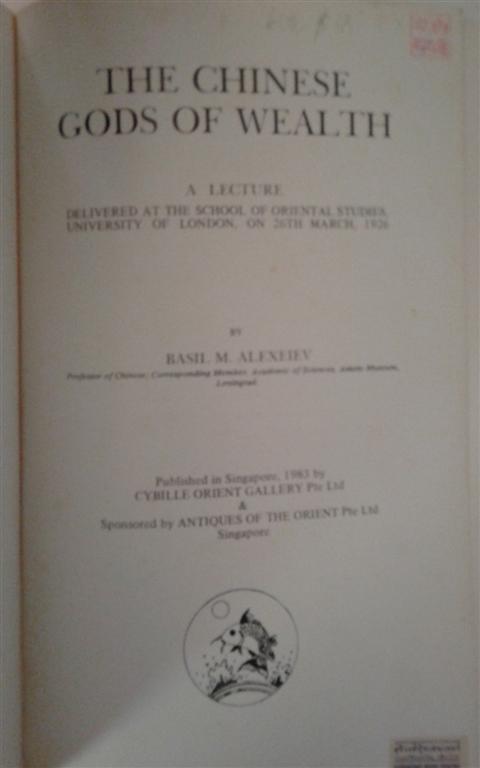 THE CHINESE
GODS OF WEALTH
A LECTURE
DELIVERED AT THE SCHOOL OF ORIENTAL STUDIES,
UNIVERSITY OF LONDON, ON 26TH MARCH, 1926
BY
BASIL M. ALEXEIEV
Professor of Chinese; Corresponding Member, Academic of Sciences, Asian Museum,
Leningrad.
Published in Singapore, 1983 by
CYBILLE ORIENT GALLERY Pte Ltd
&
Sponsored by ANTIQUES OF THE ORIENT Pte Ltd
Singapore